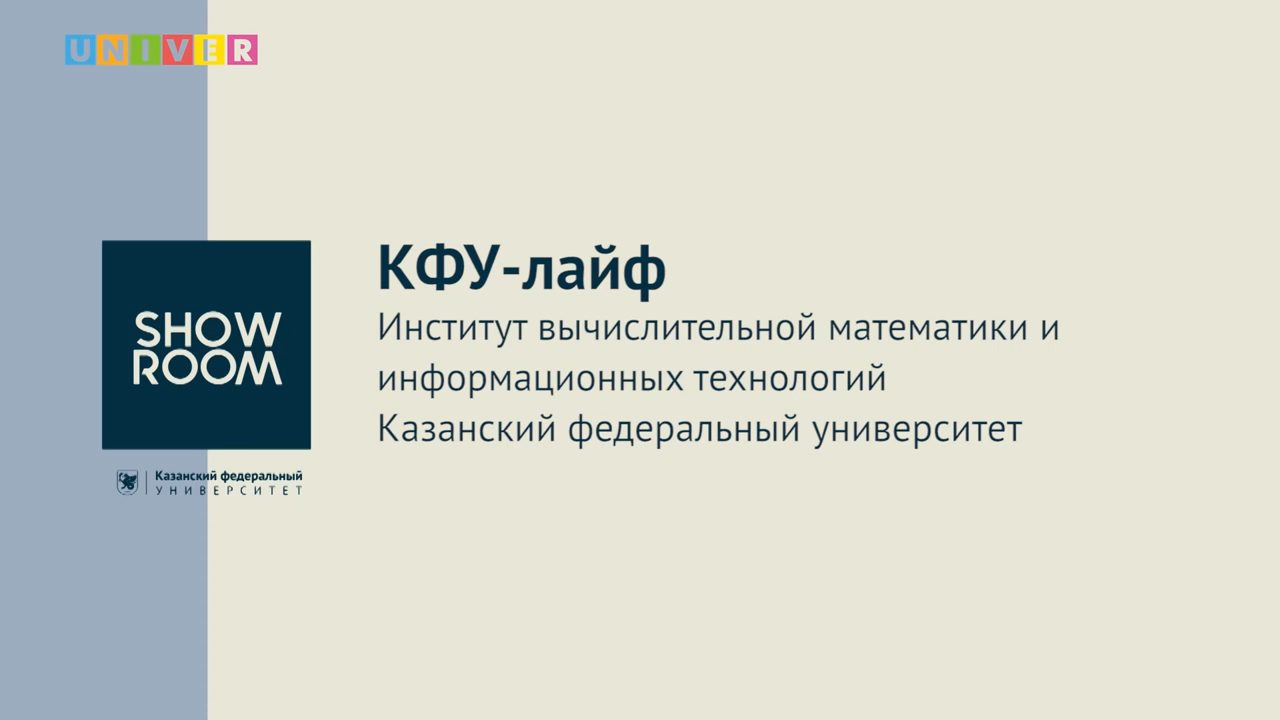 UNIVER
SHOW
ROOM
Казанский федеральный
УНИВЕРСИТЕТ
КФУ-лайф
Институт вычислительной математики и
информационных технологий
Казанский федеральный университет